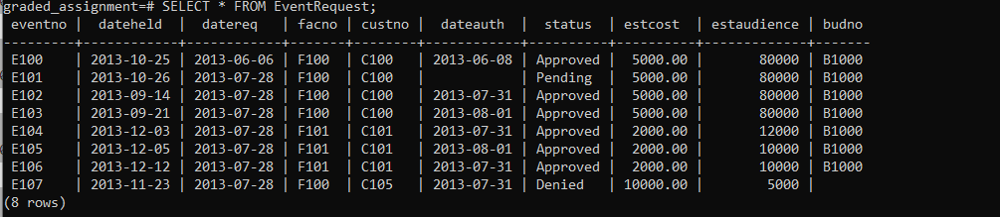 graded_assignment=# SELECT * FROM EventRequest;
 eventno |  dateheld  |  datereq   | facno | custno |  dateauth  |  status  | estcost  | estaudience | budno
---------+------------+------------+-------+--------+------------+----------+----------+-------------+-------
 E100    | 2013-10-25 | 2013-06-06 | F100  | C100   | 2013-06-08 | Approved |  5000.00 |       80000 | B1000
 E101    | 2013-10-26 | 2013-07-28 | F100  | C100   |            | Pending  |  5000.00 |       80000 | B1000
 E102    | 2013-09-14 | 2013-07-28 | F100  | C100   | 2013-07-31 | Approved |  5000.00 |       80000 | B1000
 E103    | 2013-09-21 | 2013-07-28 | F100  | C100   | 2013-08-01 | Approved |  5000.00 |       80000 | B1000
 E104    | 2013-12-03 | 2013-07-28 | F101  | C101   | 2013-07-31 | Approved |  2000.00 |       12000 | B1000
 E105    | 2013-12-05 | 2013-07-28 | F101  | C101   | 2013-08-01 | Approved |  2000.00 |       10000 | B1000
 E106    | 2013-12-12 | 2013-07-28 | F101  | C101   | 2013-07-31 | Approved |  2000.00 |       10000 | B1000
 E107    | 2013-11-23 | 2013-07-28 | F100  | C105   | 2013-07-31 | Denied   | 10000.00 |        5000 |
(8 rows)